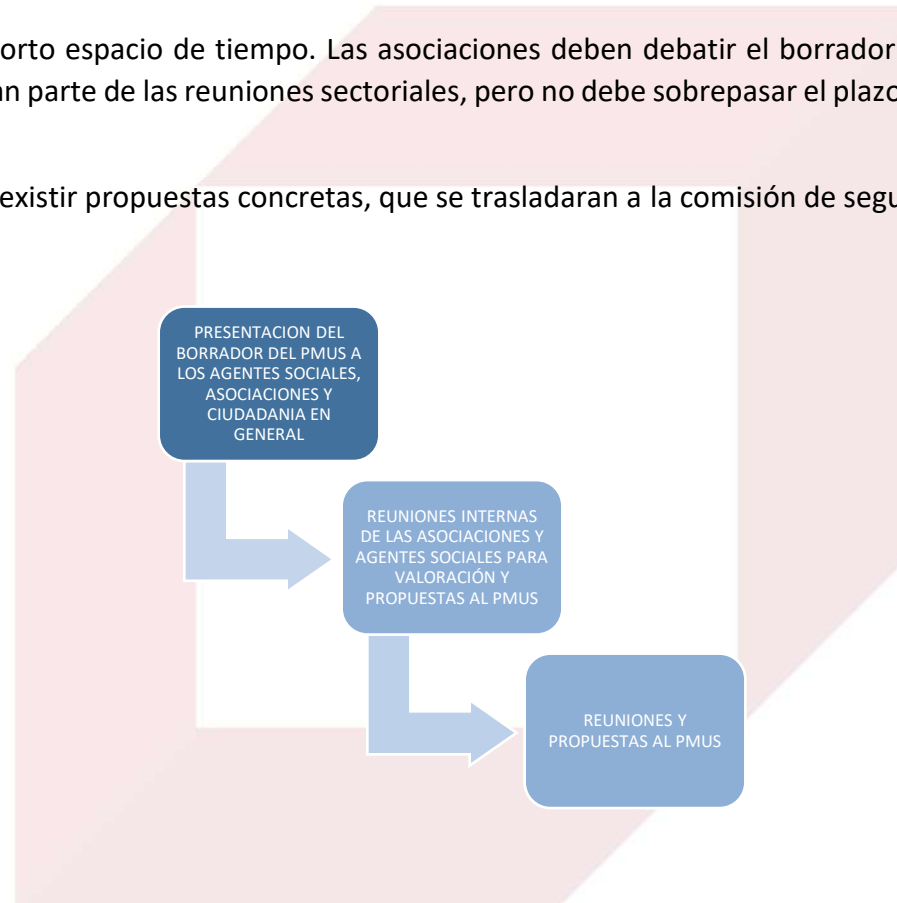 orto espacio de tiempo. Las asociaciones deben debatir el borrador
an parte de las reuniones sectoriales, pero no debe sobrepasar el plazo
existir propuestas concretas, que se trasladaran a la comisión de segu
PRESENTACION DEL
BORRADOR DEL PMUS A
LOS AGENTES SOCIALES,
ASOCIACIONES Y
CIUDADANIA EN
GENERAL
REUNIONES INTERNAS
DE LAS ASOCIACIONES Y
AGENTES SOCIALES PARA
VALORACIÓN Y
PROPUESTAS AL PMUS
REUNIONES Y
PROPUESTAS AL PMUS